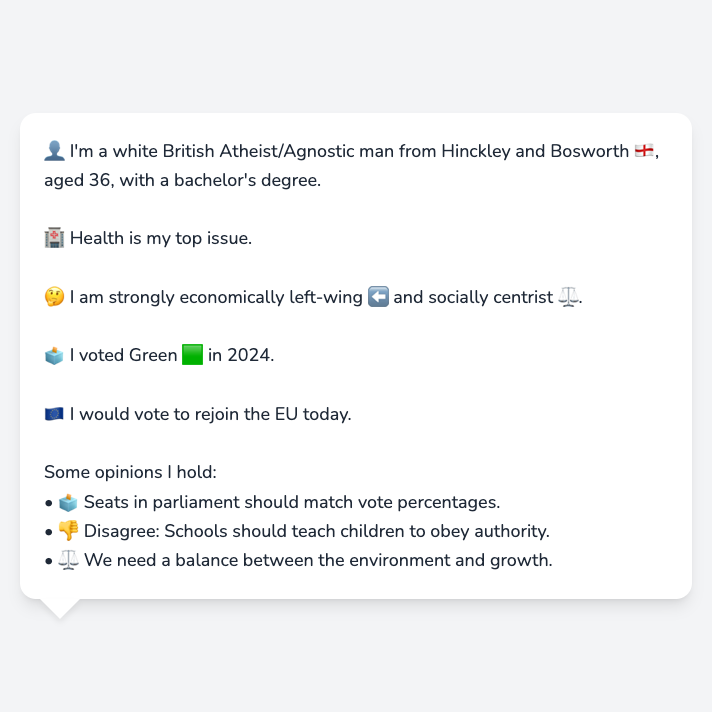 👤 I'm a white British Atheist/Agnostic man from Hinckley and Bosworth 🏴󠁧󠁢󠁥󠁮󠁧󠁿,
aged 36, with a bachelor's degree.
🏥 Health is my top issue.
🤔 I am strongly economically left-wing ⬅️ and socially centrist ⚖️.
🗳️ I voted Green 🟩 in 2024.
🇪🇺 I would vote to rejoin the EU today.
Some opinions I hold:
• 🗳️ Seats in parliament should match vote percentages.
• 👎 Disagree: Schools should teach children to obey authority.
• ⚖️ We need a balance between the environment and growth.